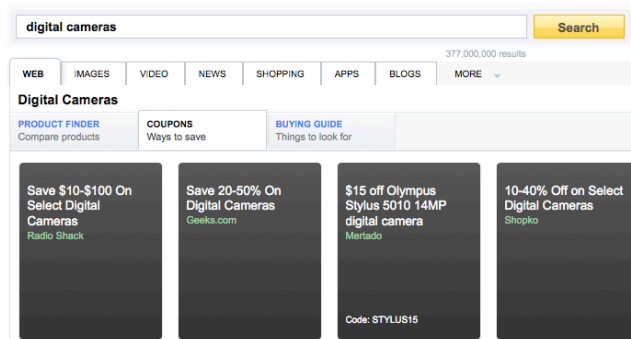 digital cameras
Search
377,000,000 results
WEB IMAGES VIDEO NEWS SHOPPING APPS BLOGS MORE
Digital Cameras
PRODUCT FINDER
Compare products
COUPONS
Ways to save
BUYING GUIDE
Things to look for
Save $10-$100 On
Select Digital
Cameras
Radio Shack
Save 20-50% On
Digital Cameras
Geeks.com
$15 off Olympus
Stylus 5010 14MP
digital camera
Mertado
Code: STYLUS15
10-40% Off on Select
Digital Cameras
Shopko